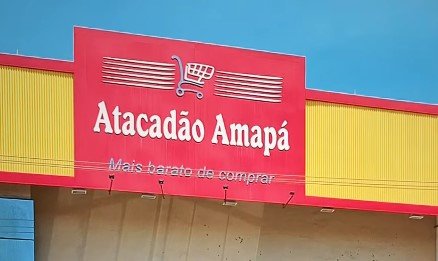 Atacadão Amapá
Mais barato de comprar